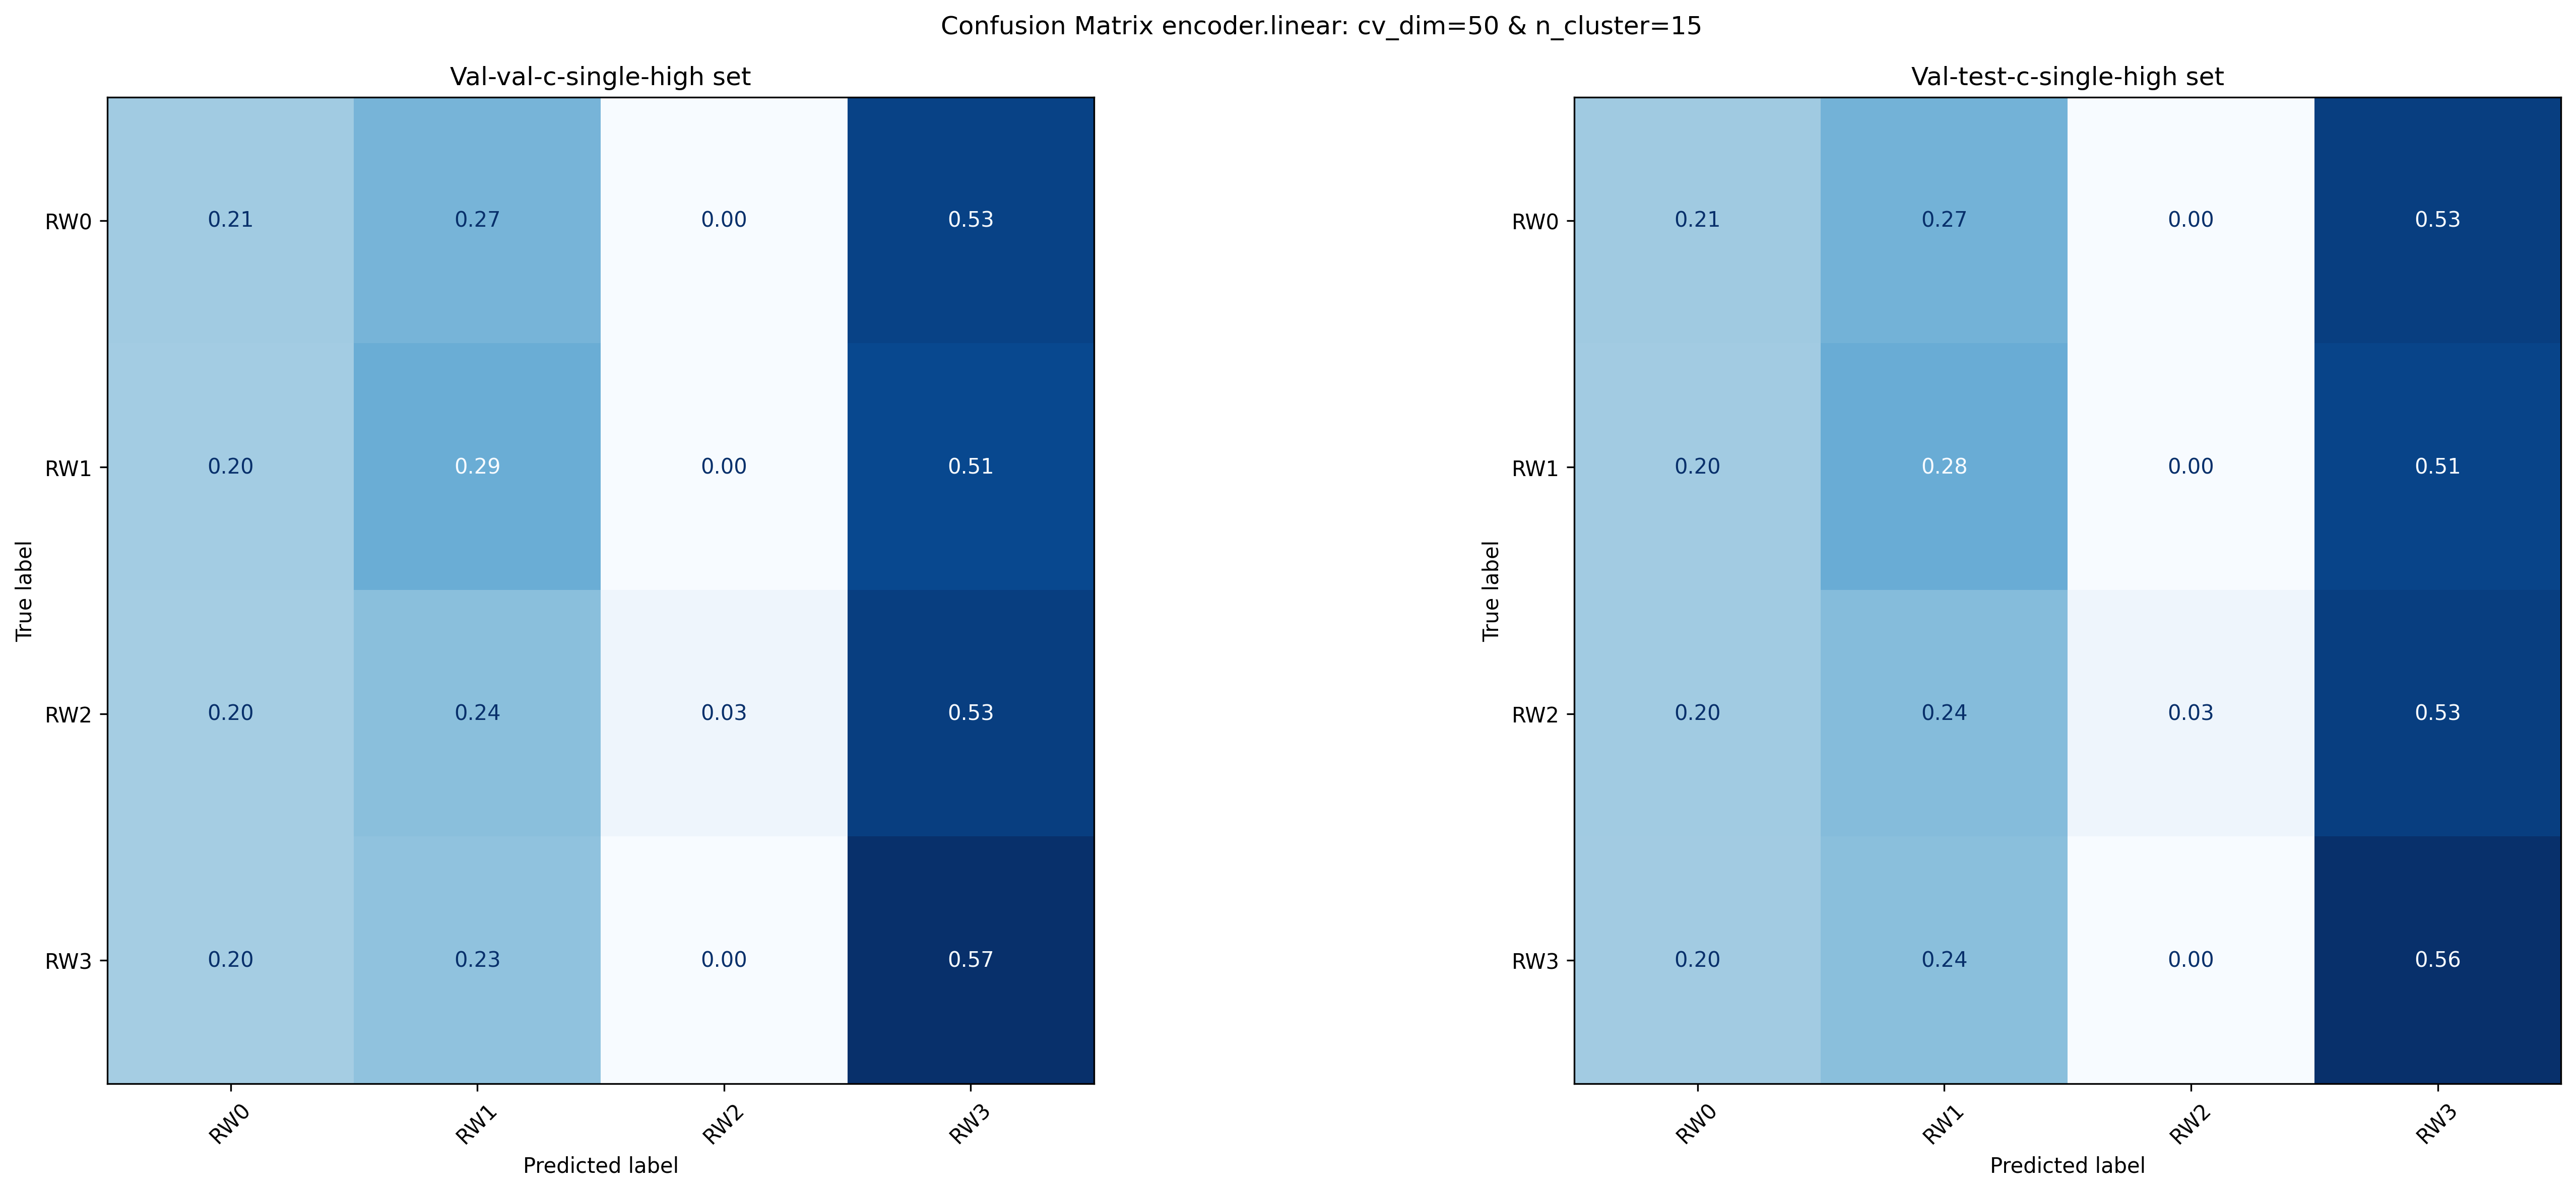 Confusion Matrix encoder.linear: cv_dim=50 & n_cluster=15
Val-val-c-single-high set
True label
RW0 0.21 0.27 0.00 0.53
RW1 0.20 0.29 0.00 0.51
RW2 0.20 0.24 0.03 0.53
RW3 0.20 0.23 0.00 0.57
RW0 RW1 RW2 RW3
Predicted label
Val-test-c-single-high set
True label
RW0 0.21 0.27 0.00 0.53
RW1 0.20 0.28 0.00 0.51
RW2 0.20 0.24 0.03 0.53
RW3 0.20 0.24 0.00 0.56
RW0 RW1 RW2 RW3
Predicted label